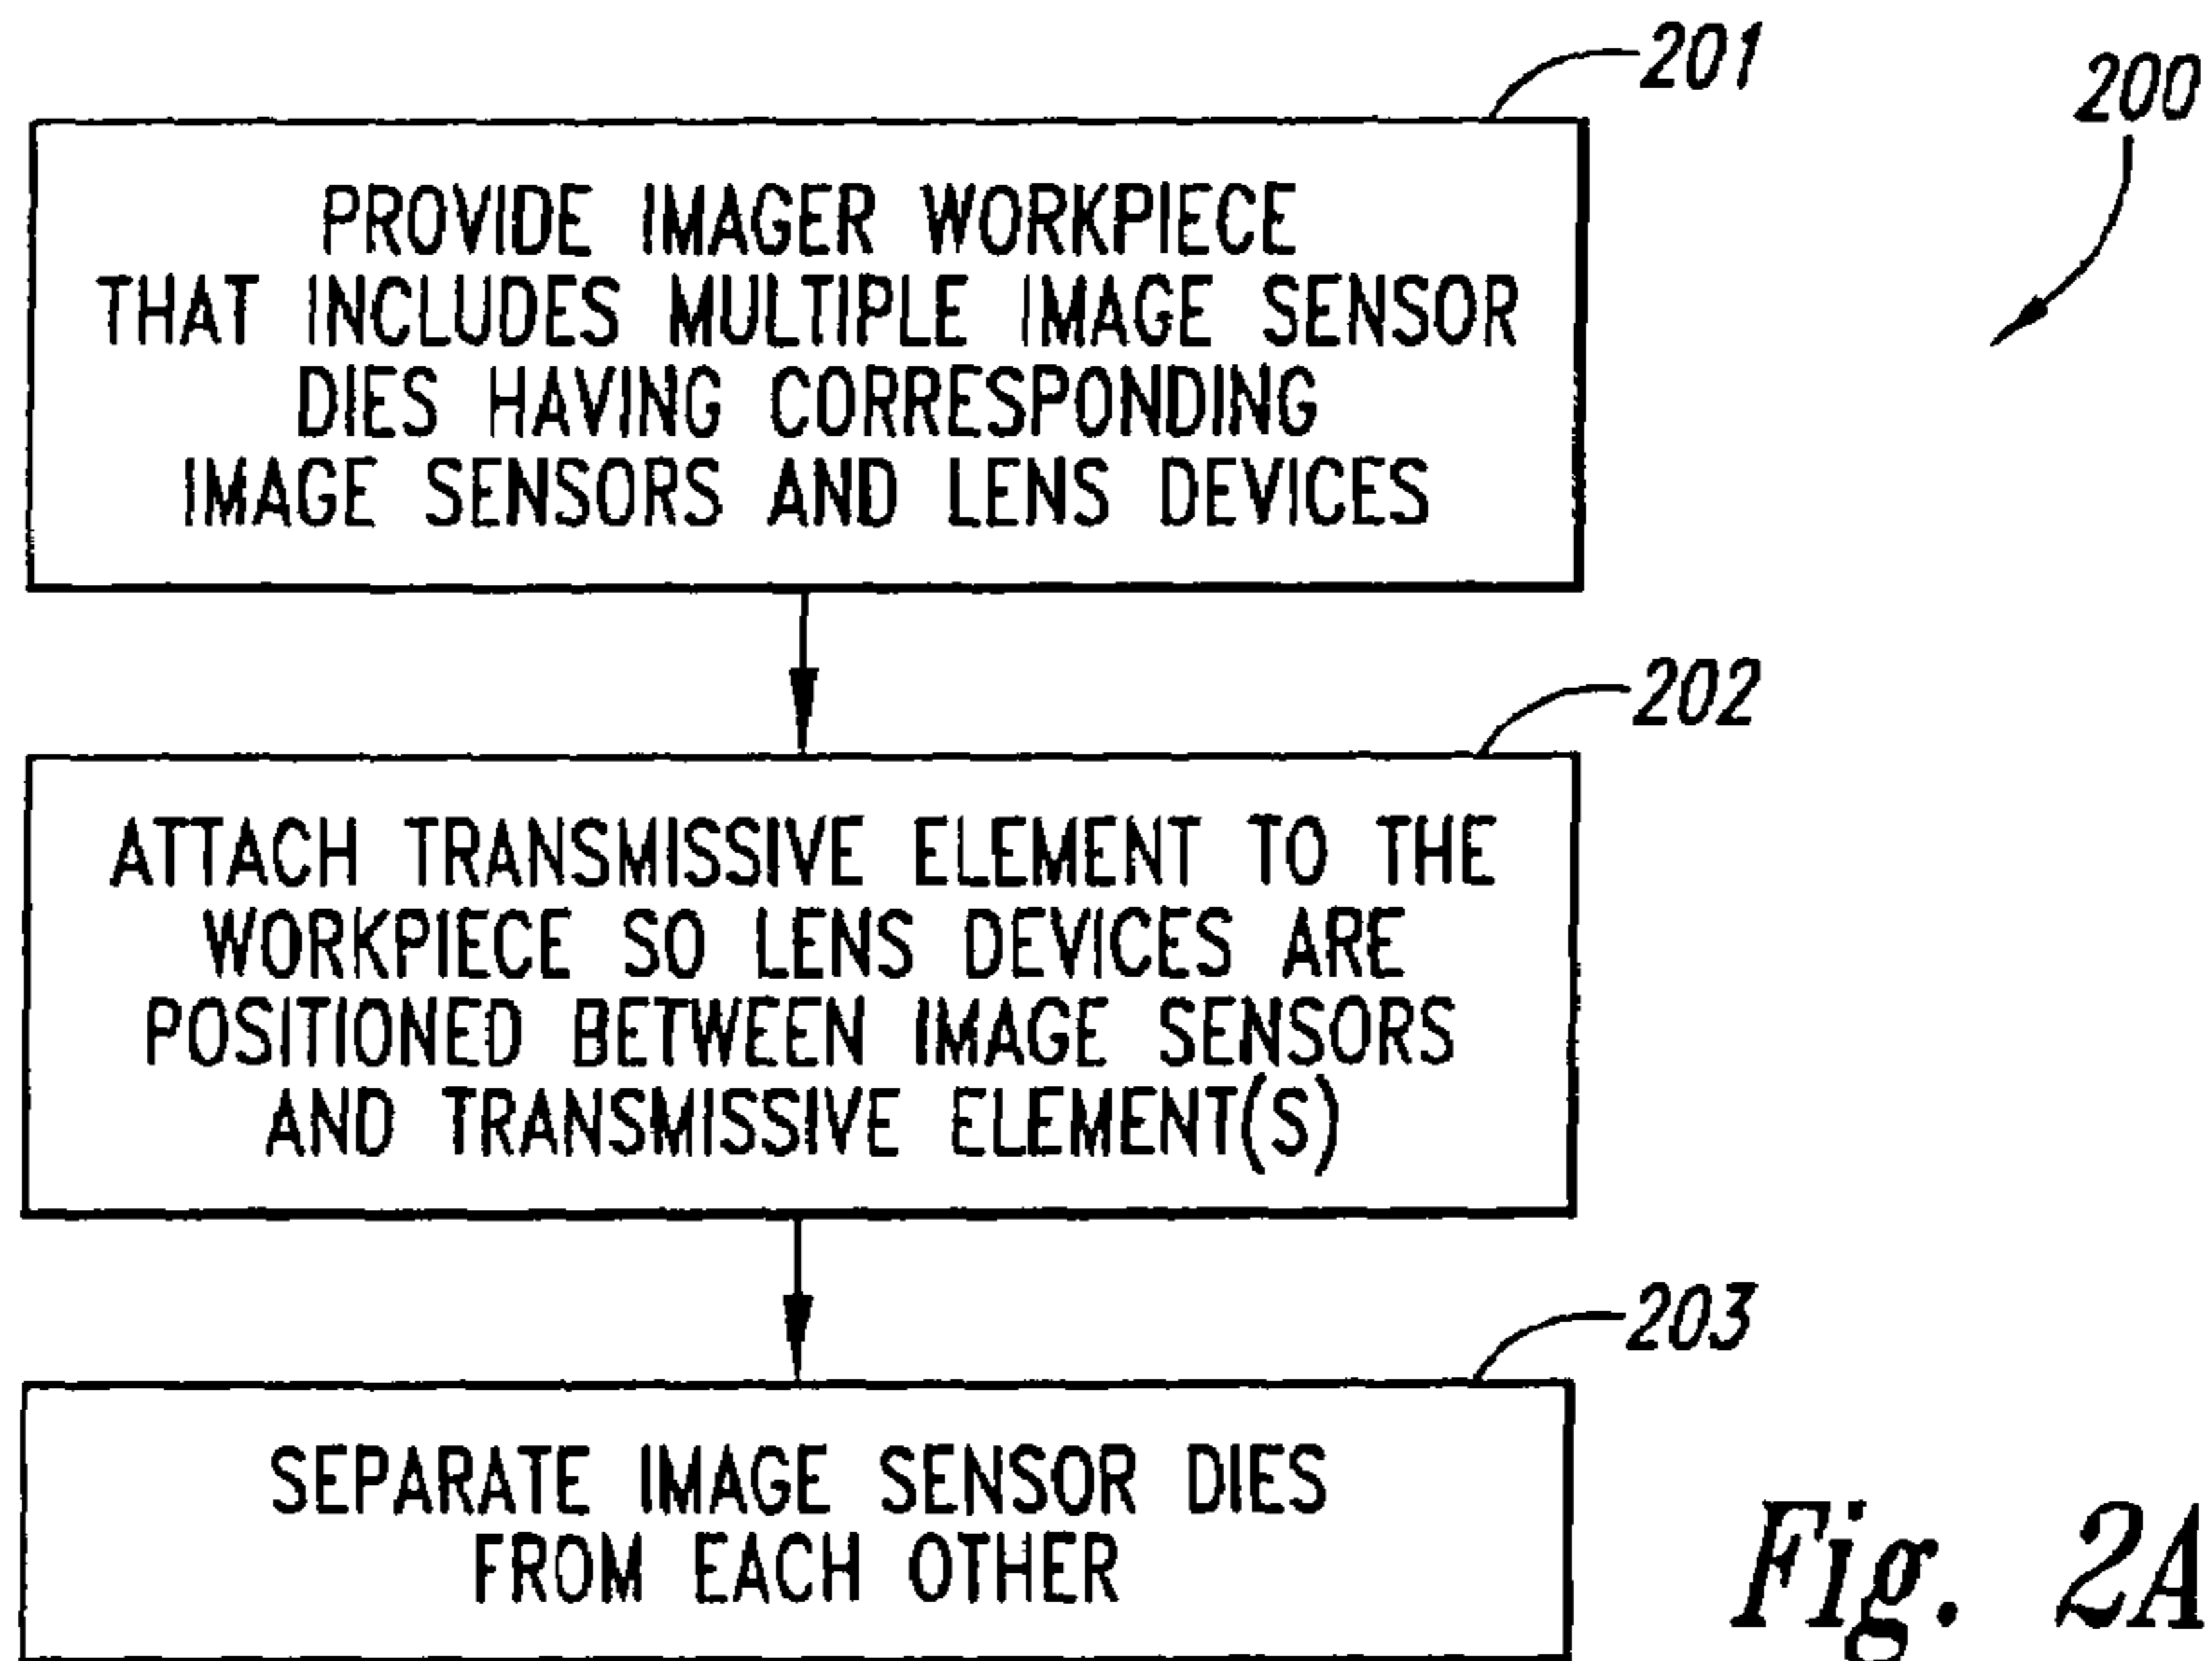 201
200
PROVIDE IMAGER WORKPIECE
THAT INCLUDES MULTIPLE IMAGE SENSOR
DIES HAVING CORRESPONDING
IMAGE SENSORS AND LENS DEVICES
202
ATTACH TRANSMISSIVE ELEMENT TO THE
WORKPIECE SO LENS DEVICES ARE
POSITIONED BETWEEN IMAGE SENSORS
AND TRANSMISSIVE ELEMENT(S)
203
SEPARATE IMAGE SENSOR DIES
FROM EACH OTHER
Fig. 2A